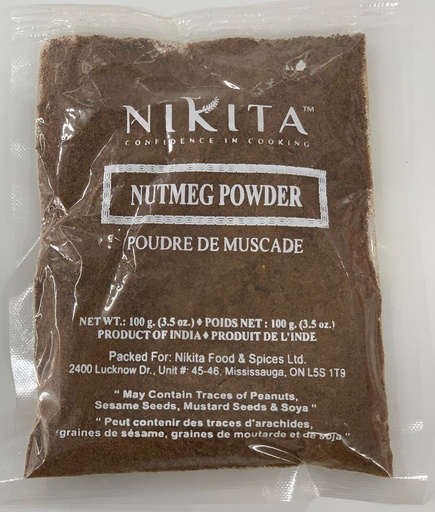 NIKITA™
CONFIDENCE IN COOKING
NUTMEG POWDER
POUDRE DE MUSCADE
NET WT.: 100 g. (3.5 oz.) ♦ POIDS NET : 100 g. (3.5 oz.)
PRODUCT OF INDIA ♦ PRODUIT DE L'INDE
Packed For: Nikita Food & Spices Ltd.
2400 Lucknow Dr., Unit #: 45-46, Mississauga, ON L5S 1T9
" May Contain Traces of Peanuts,
Sesame Seeds, Mustard Seeds & Soya "
" Peut contenir des traces d'arachides,
graines de sésame, graines de moutarde et de soja "